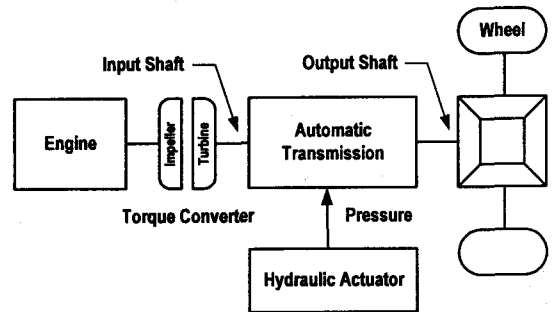 Wheel
Input Shaft
Output Shaft
Engine
Impeller
Turbine
Automatic
Transmission
Torque Converter
Pressure
Hydraulic Actuator